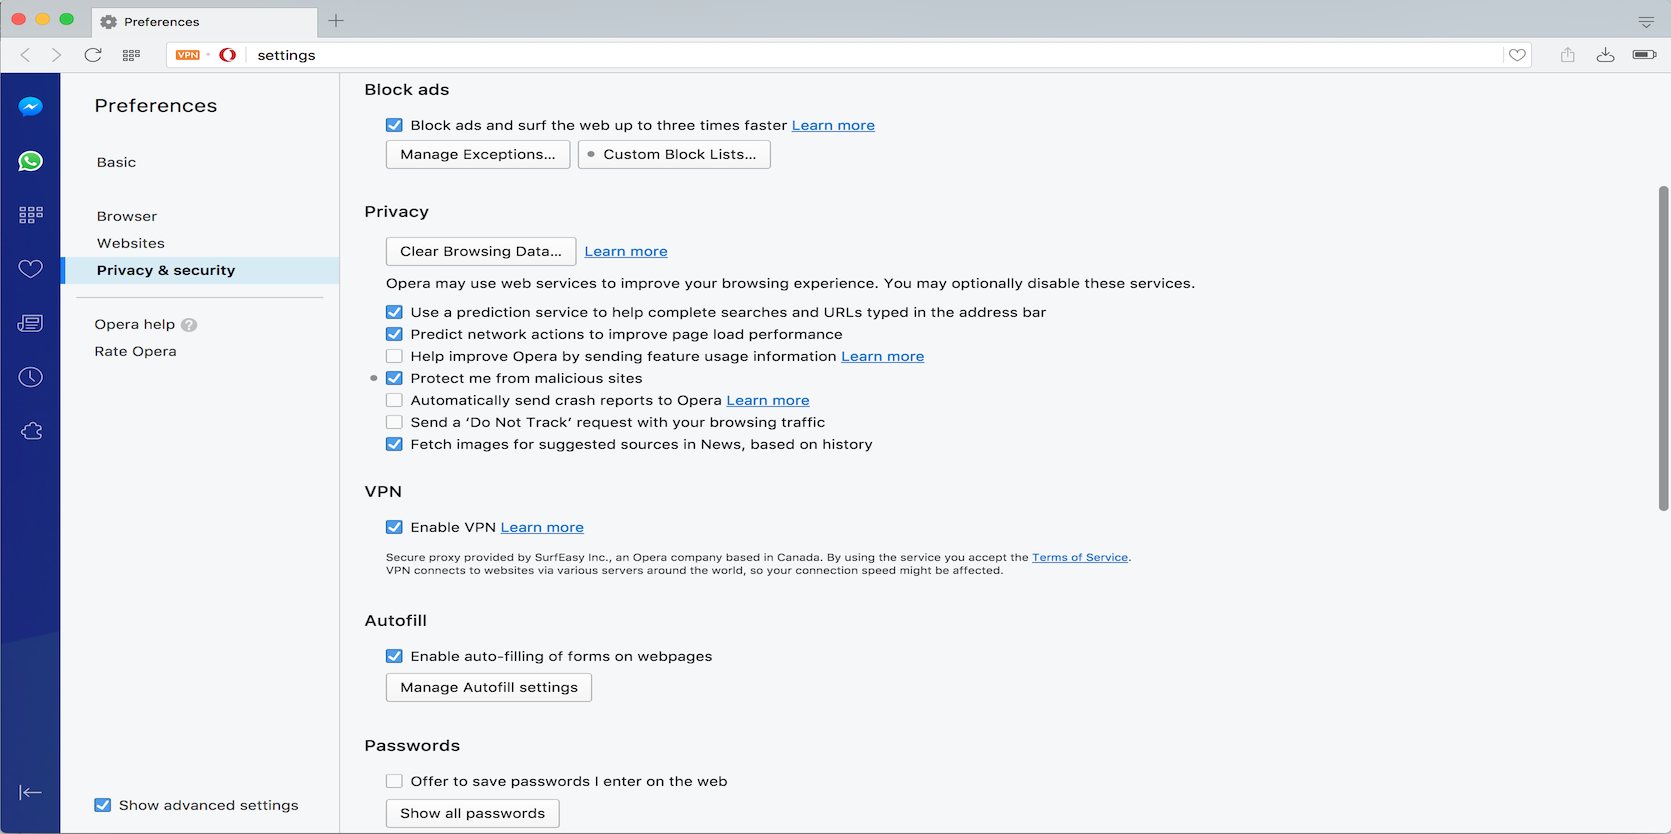 Preferences
VPN settings
Preferences
Basic
Browser
Websites
Privacy & security
Opera help ?
Rate Opera
Show advanced settings
Block ads
Block ads and surf the web up to three times faster Learn more
Manage Exceptions... Custom Block Lists...
Privacy
Clear Browsing Data... Learn more
Opera may use web services to improve your browsing experience. You may optionally disable these services.
Use a prediction service to help complete searches and URLs typed in the address bar
Predict network actions to improve page load performance
Help improve Opera by sending feature usage information Learn more
Protect me from malicious sites
Automatically send crash reports to Opera Learn more
Send a ‘Do Not Track’ request with your browsing traffic
Fetch images for suggested sources in News, based on history
VPN
Enable VPN Learn more
Secure proxy provided by SurfEasy Inc., an Opera company based in Canada. By using the service you accept the Terms of Service.
VPN connects to websites via various servers around the world, so your connection speed might be affected.
Autofill
Enable auto-filling of forms on webpages
Manage Autofill settings
Passwords
Offer to save passwords I enter on the web
Show all passwords